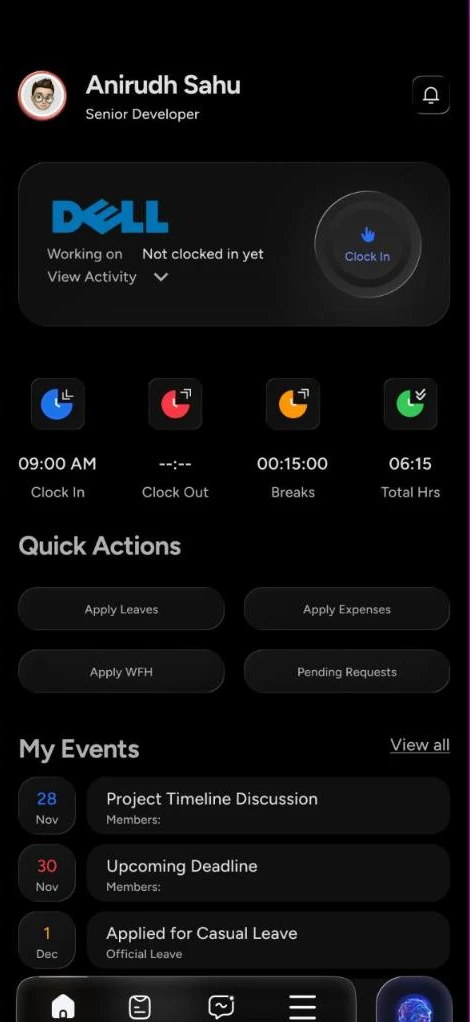 Anirudh Sahu
Senior Developer
DELL
Working on Not clocked in yet
View Activity
Clock In
09:00 AM --:-- 00:15:00 06:15
Clock In Clock Out Breaks Total Hrs
Quick Actions
Apply Leaves Apply Expenses
Apply WFH Pending Requests
My Events View all
28 Project Timeline Discussion
Nov Members:
30 Upcoming Deadline
Nov Members:
1 Applied for Casual Leave
Dec Official Leave